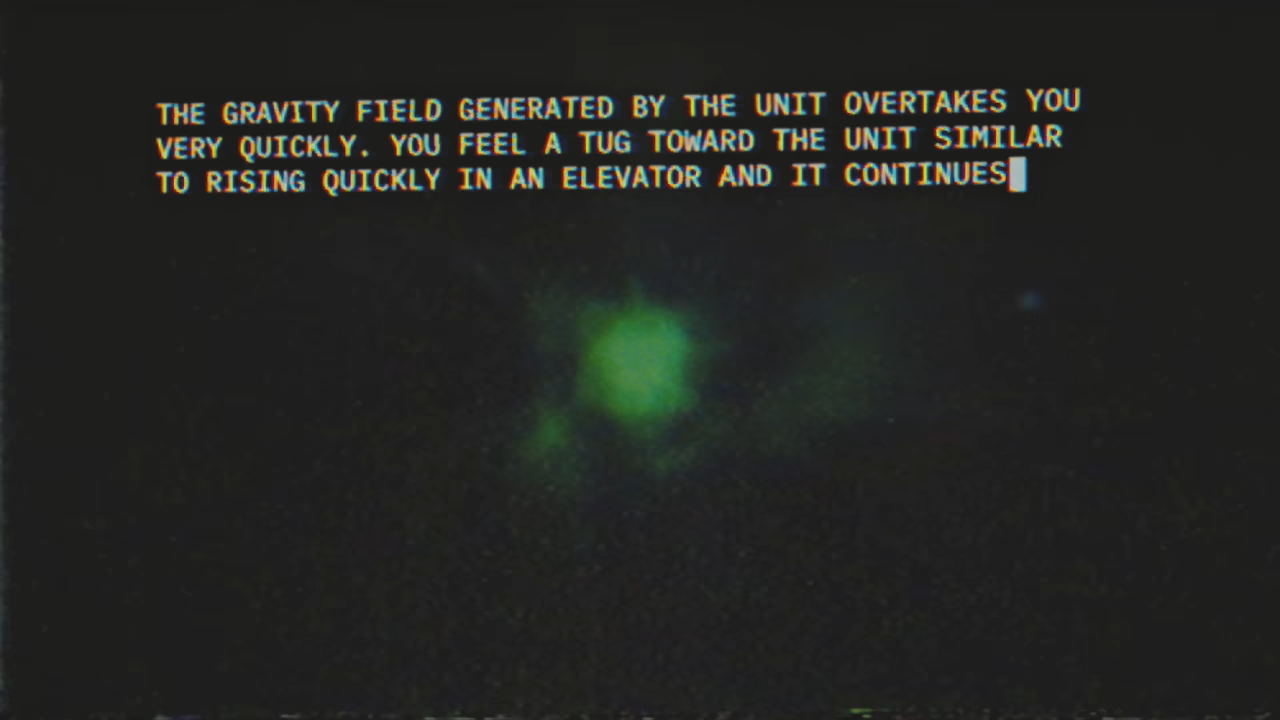 THE GRAVITY FIELD GENERATED BY THE UNIT OVERTAKES YOU
VERY QUICKLY. YOU FEEL A TUG TOWARD THE UNIT SIMILAR
TO RISING QUICKLY IN AN ELEVATOR AND IT CONTINUES